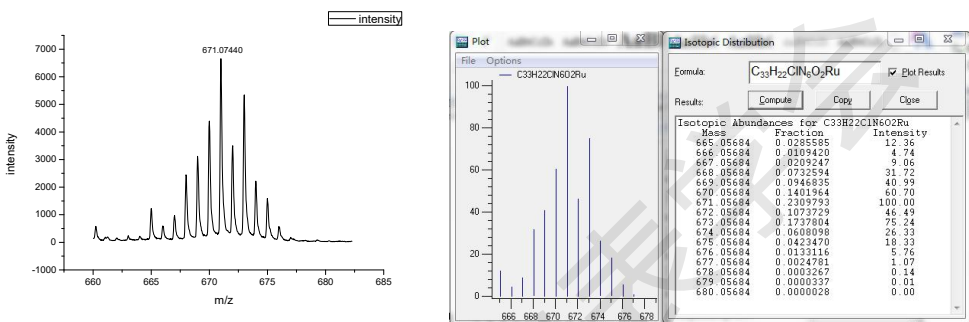 intensity
671.07440
7000
6000
5000
4000
3000
2000
1000
0
-1000
intensity
660
665
670
675
680
685
m/z
Plot
File Options
C33H22ClN6O2Ru
100
80
60
40
20
0
666 668 670 672 674 676 678
Isotopic Distribution
Formula:
C33H22ClN6O2Ru
Plot Results
Results:
Compute
Copy
Close
Isotopic Abundances for C33H22ClN6O2Ru
Mass Fraction Intensity
665.05684 0.0285585 12.36
666.05684 0.0109420 4.74
667.05684 0.0209247 9.06
668.05684 0.0732594 31.72
669.05684 0.0946835 40.99
670.05684 0.1401964 60.70
671.05684 0.2309793 100.00
672.05684 0.1073729 46.49
673.05684 0.1737804 75.24
674.05684 0.0608098 26.33
675.05684 0.0423470 18.33
676.05684 0.0133116 5.76
677.05684 0.0024781 1.07
678.05684 0.0003267 0.14
679.05684 0.0000337 0.01
680.05684 0.0000028 0.00